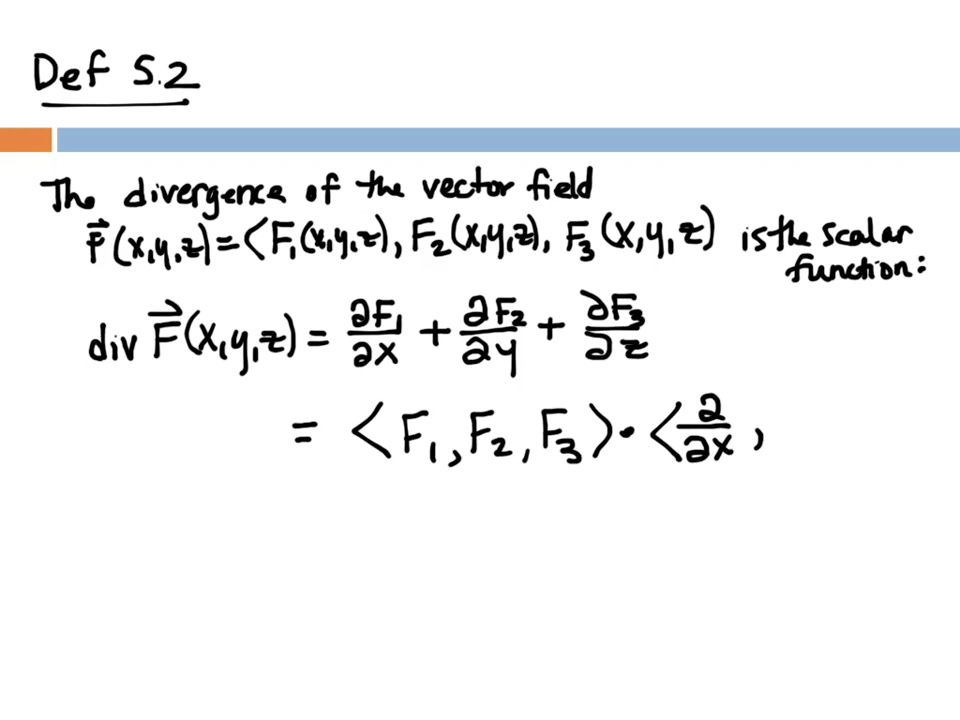 Def 5.2
The divergence of the vector field
F⃗(x,y,z)=⟨F₁(x,y,z), F₂(x,y,z), F₃(x,y,z)⟩ is the scalar
function:
div F⃗(x,y,z) = ∂F₁/∂x + ∂F₂/∂y + ∂F₃/∂z
= ⟨F₁, F₂, F₃⟩ · ⟨∂/∂x,